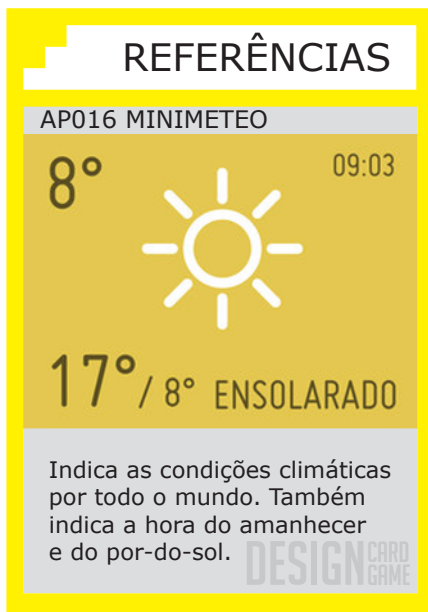 REFERÊNCIAS
AP016 MINIMETEO
8° 09:03
17°/ 8° ENSOLARADO
Indica as condições climáticas
por todo o mundo. Também
indica a hora do amanhecer
e do por-do-sol.
DESIGN CARD
GAME